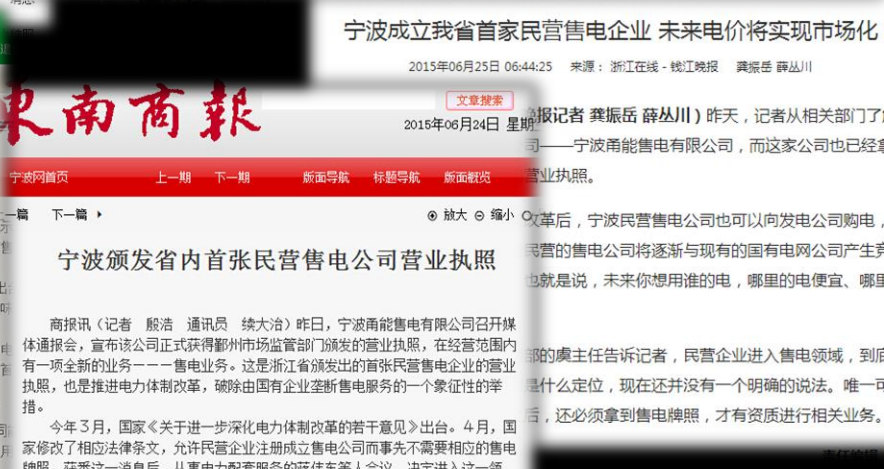 宁波成立我省首家民营售电企业 未来电价将实现市场化
2015年06月25日 06:44:25 来源： 浙江在线 - 钱江晚报 龚振岳 薛丛川
报记者 龚振岳 薛丛川）昨天，记者从相关部门了
司——宁波甬能售电有限公司，而这家公司也已经
营业执照。
改革后，宁波民营售电公司也可以向发电公司购电，
民营的售电公司将逐渐与现有的国有电网公司产生
也就是说，未来你想用谁的电，哪里的电便宜、哪里
部的虞主任告诉记者，民营企业进入售电领域，到底
是什么定位，现在还并没有一个明确的说法。唯一可
后，还必须拿到售电牌照，才有资质进行相关业务。
東南商報
文章搜索
2015年06月24日 星期
宁波网首页 上一期 下一期 版面导航 标题导航 版面概览
一篇 下一篇 放大 缩小
宁波颁发省内首张民营售电公司营业执照
商报讯（记者 殷浩 通讯员 续大治）昨日，宁波甬能售电有限公司召开媒
体通报会，宣布该公司正式获得鄞州市场监管部门颁发的营业执照，在经营范围内
有一项全新的业务———售电业务。这是浙江省颁发出的首张民营售电企业的营业
执照，也是推进电力体制改革，破除由国有企业垄断售电服务的一个象征性的举
措。
今年３月，国家《关于进一步深化电力体制改革的若干意见》出台。４月，国
家修改了相应法律条文，允许民营企业注册成立售电公司而事先不需要相应的售电
牌照。获悉这一消息后，从事电力配套服务的